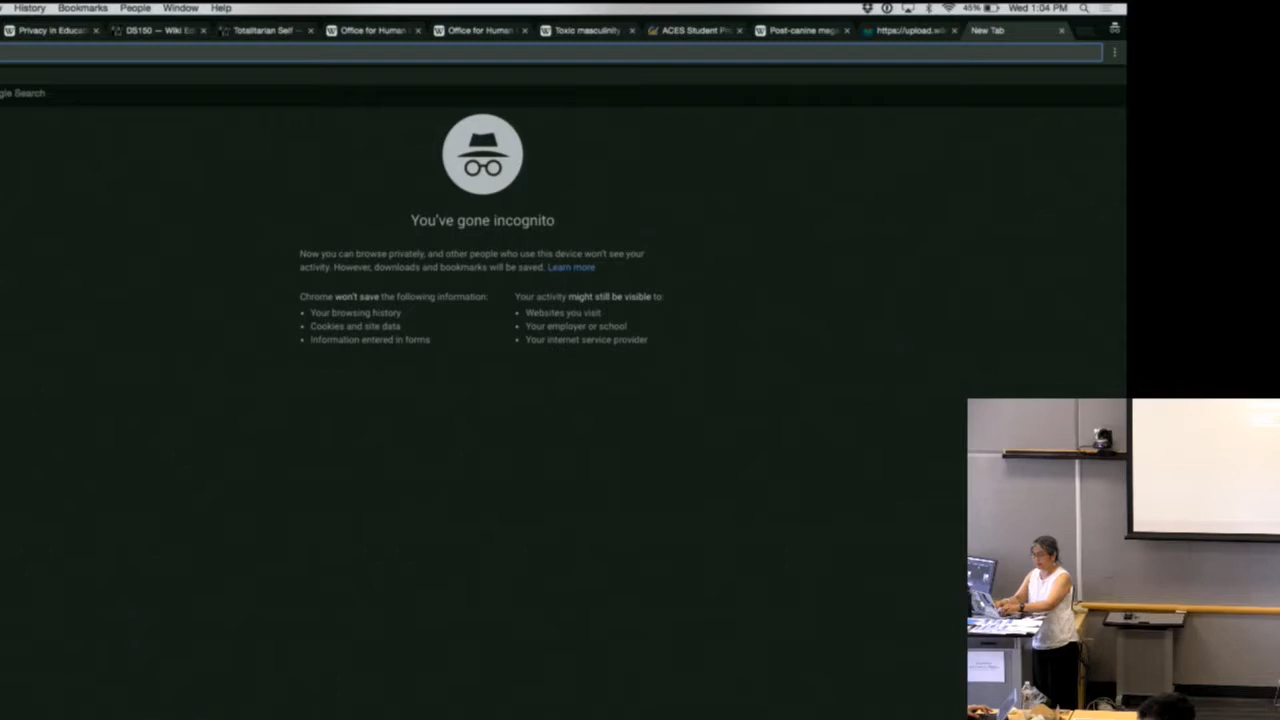 History Bookmarks People Window Help 45% Wed 1:04 PM
Privacy in Educat DS150 — Wiki Ed Totalitarian Self — Office for Human Office for Human Toxic masculinity ACES Student Pr Post-canine meg https://upload.wi New Tab
gle Search
You've gone incognito
Now you can browse privately, and other people who use this device won't see your
activity. However, downloads and bookmarks will be saved. Learn more
Chrome won't save the following information:
• Your browsing history
• Cookies and site data
• Information entered in forms
Your activity might still be visible to:
• Websites you visit
• Your employer or school
• Your internet service provider